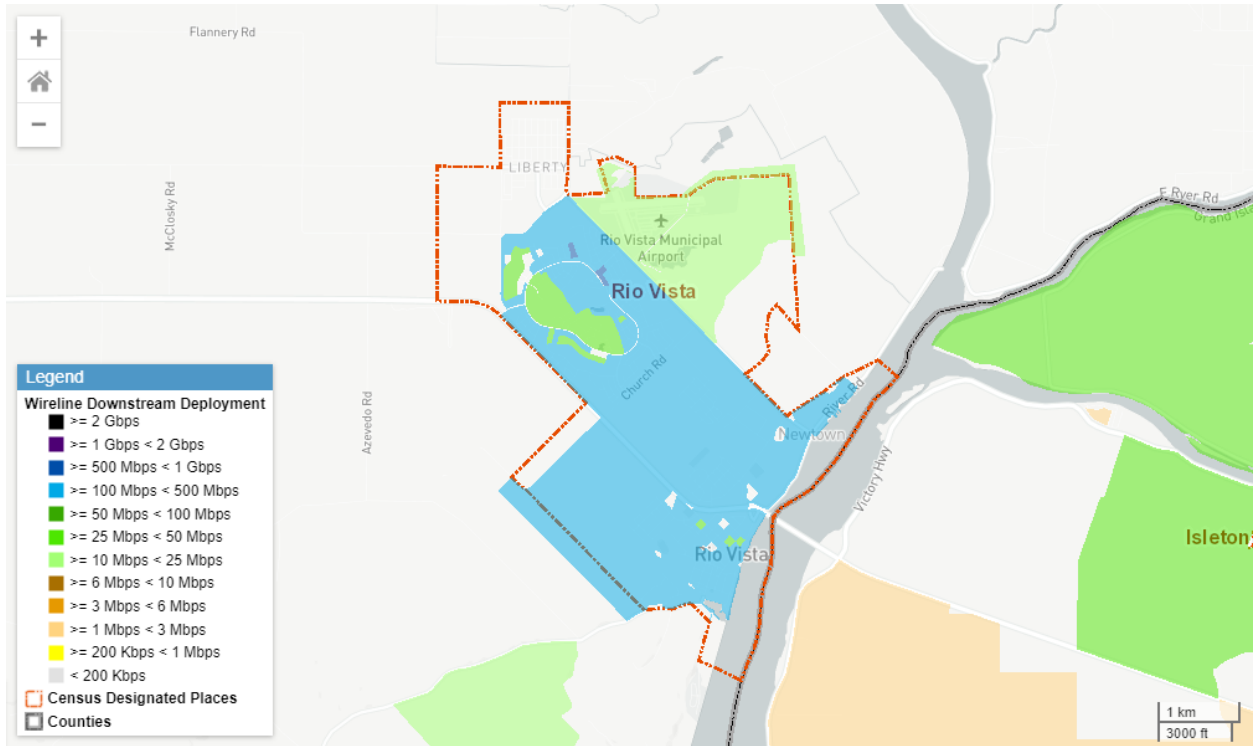 +
−
Flannery Rd
LIBERTY
McClosky Rd
E Ryer Rd
Rio Vista Municipal
Airport
Rio Vista
Church Rd
River Rd
Azevedo Rd
Newtown
Victory Hwy
Isleton
Rio Vista
Legend
Wireline Downstream Deployment
>= 2 Gbps
>= 1 Gbps < 2 Gbps
>= 500 Mbps < 1 Gbps
>= 100 Mbps < 500 Mbps
>= 50 Mbps < 100 Mbps
>= 25 Mbps < 50 Mbps
>= 10 Mbps < 25 Mbps
>= 6 Mbps < 10 Mbps
>= 3 Mbps < 6 Mbps
>= 1 Mbps < 3 Mbps
>= 200 Kbps < 1 Mbps
< 200 Kbps
Census Designated Places
Counties
1 km
3000 ft